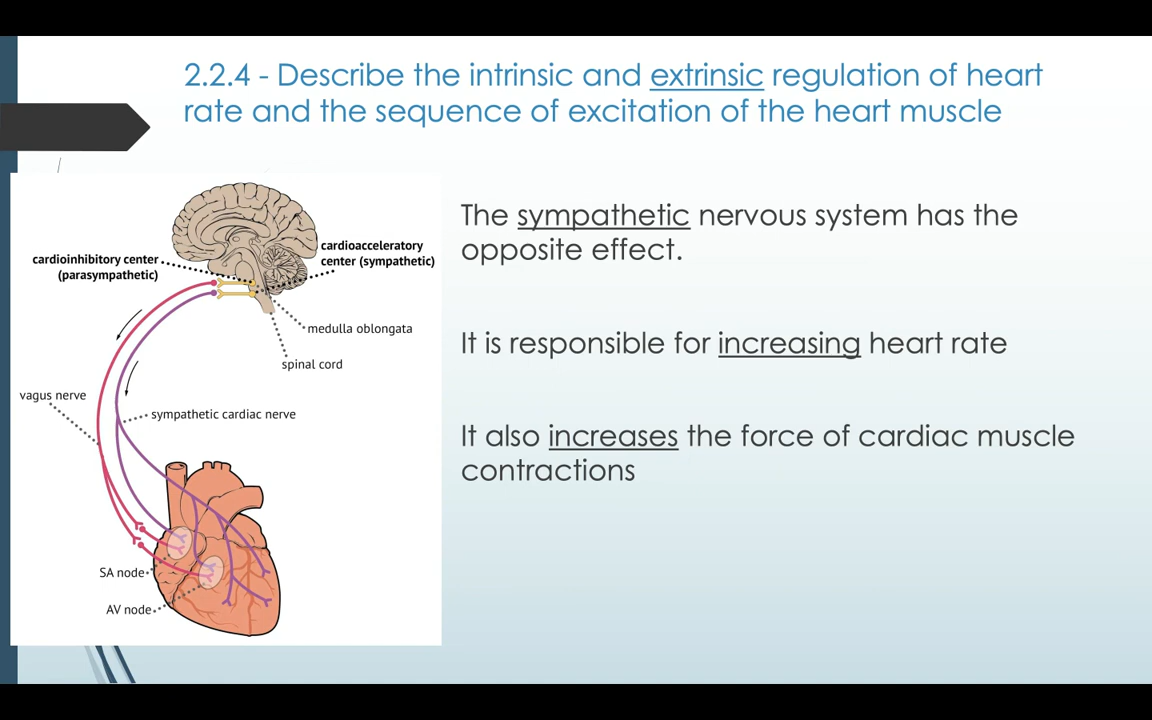 2.2.4 - Describe the intrinsic and extrinsic regulation of heart
rate and the sequence of excitation of the heart muscle
cardioinhibitory center
(parasympathetic)
cardioacceleratory
center (sympathetic)
medulla oblongata
spinal cord
vagus nerve
sympathetic cardiac nerve
SA node
AV node
The sympathetic nervous system has the
opposite effect.
It is responsible for increasing heart rate
It also increases the force of cardiac muscle
contractions